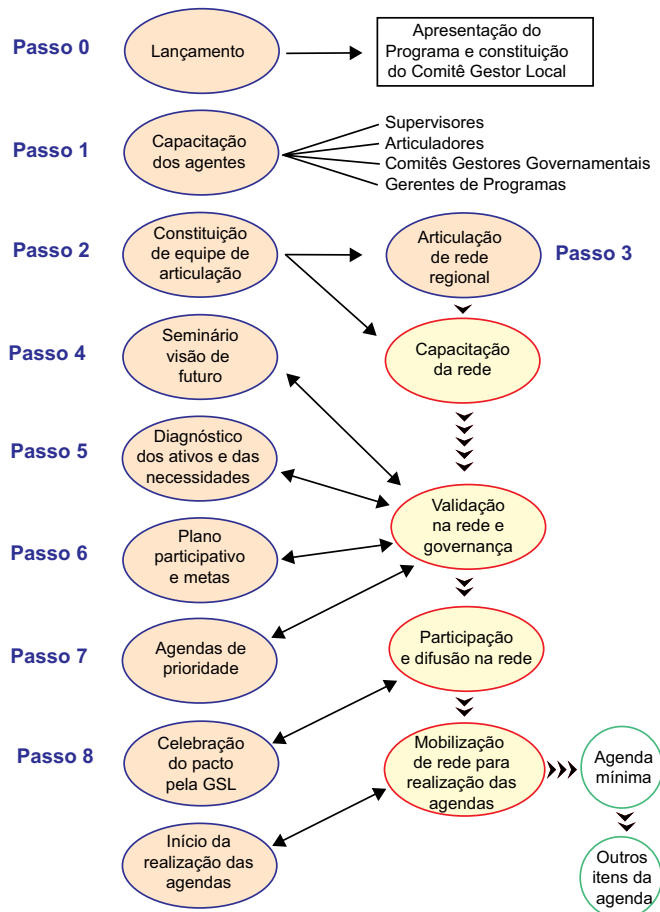 Passo 0
Lançamento
Apresentação do
Programa e constituição
do Comitê Gestor Local
Passo 1
Capacitação
dos agentes
Supervisores
Articuladores
Comitês Gestores Governamentais
Gerentes de Programas
Passo 2
Constituição
de equipe de
articulação
Articulação
de rede
regional
Passo 3
Capacitação
da rede
Passo 4
Seminário
visão de
futuro
Passo 5
Diagnóstico
dos ativos e das
necessidades
Validação
na rede e
governança
Passo 6
Plano
participativo
e metas
Passo 7
Agendas de
prioridade
Participação
e difusão na rede
Passo 8
Celebração
do pacto
pela GSL
Mobilização
de rede para
realização das
agendas
Agenda
mínima
Início da
realização das
agendas
Outros
itens da
agenda